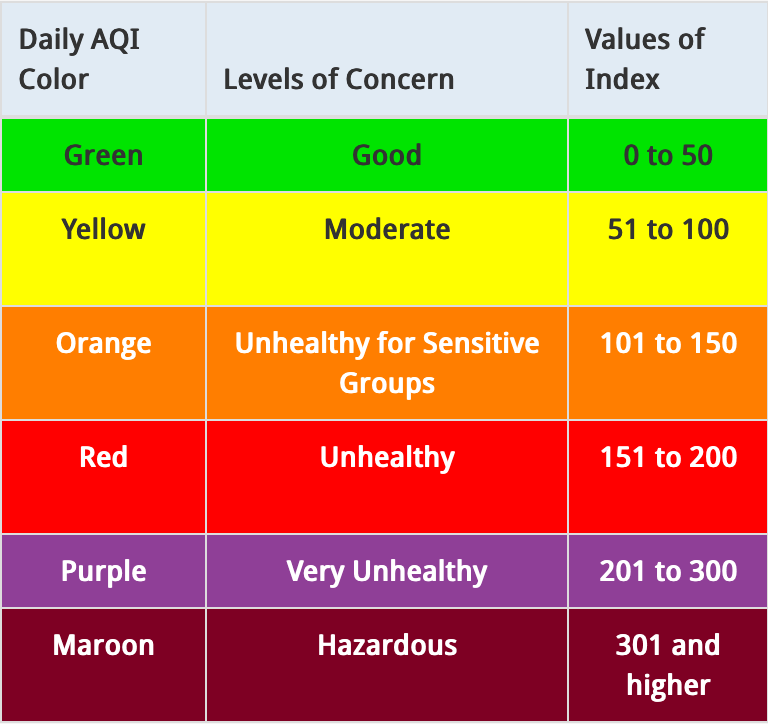 Daily AQI
Color
Levels of Concern
Values of
Index
Green
Good
0 to 50
Yellow
Moderate
51 to 100
Orange
Unhealthy for Sensitive
Groups
101 to 150
Red
Unhealthy
151 to 200
Purple
Very Unhealthy
201 to 300
Maroon
Hazardous
301 and
higher